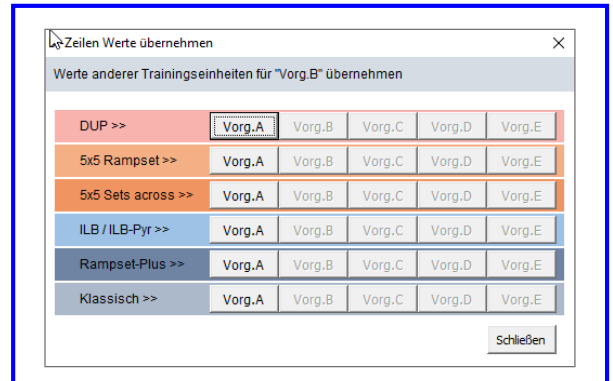 Zeilen Werte übernehmen
Werte anderer Trainingseinheiten für "Vorg.B" übernehmen
DUP >> Vorg.A Vorg.B Vorg.C Vorg.D Vorg.E
5x5 Rampset >> Vorg.A Vorg.B Vorg.C Vorg.D Vorg.E
5x5 Sets across >> Vorg.A Vorg.B Vorg.C Vorg.D Vorg.E
ILB / ILB-Pyr >> Vorg.A Vorg.B Vorg.C Vorg.D Vorg.E
Rampset-Plus >> Vorg.A Vorg.B Vorg.C Vorg.D Vorg.E
Klassisch >> Vorg.A Vorg.B Vorg.C Vorg.D Vorg.E
Schließen